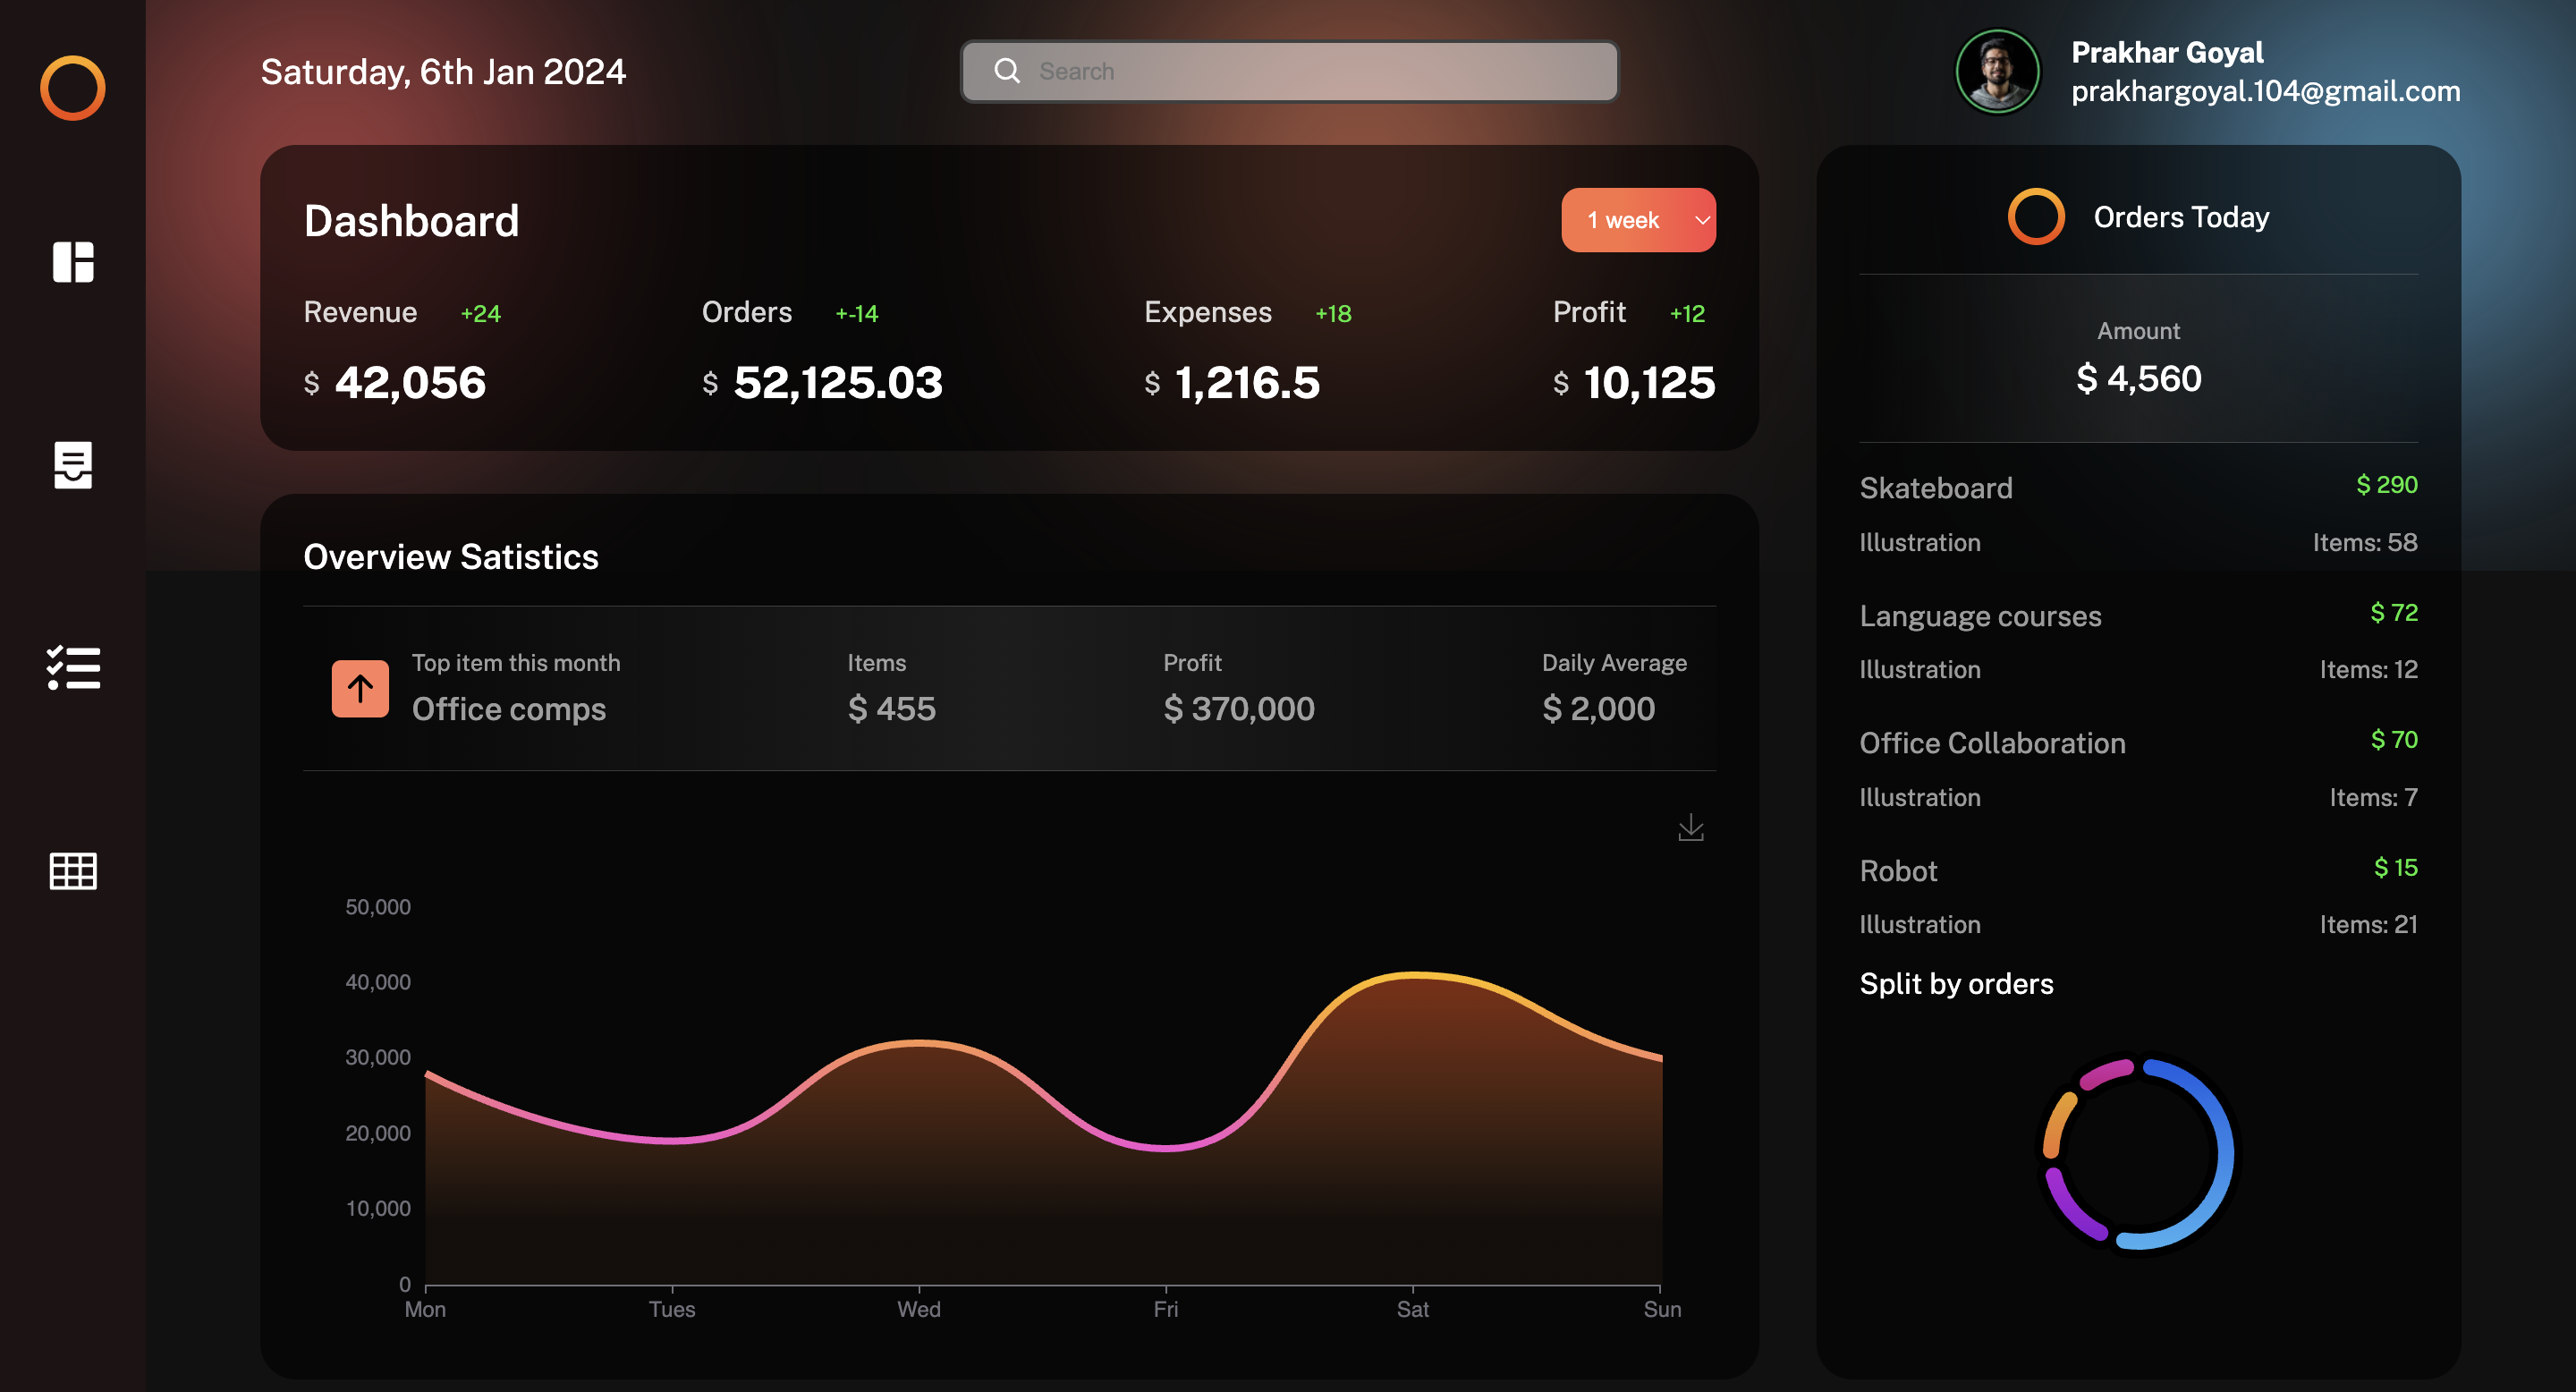 Saturday, 6th Jan 2024
Search
Prakhar Goyal
prakhargoyal.104@gmail.com
Dashboard
1 week
Revenue +24
$ 42,056
Orders +-14
$ 52,125.03
Expenses +18
$ 1,216.5
Profit +12
$ 10,125
Overview Satistics
Top item this month
Office comps
Items
$ 455
Profit
$ 370,000
Daily Average
$ 2,000
50,000
40,000
30,000
20,000
10,000
0
Mon Tues Wed Fri Sat Sun
Orders Today
Amount
$ 4,560
Skateboard $ 290
Illustration Items: 58
Language courses $ 72
Illustration Items: 12
Office Collaboration $ 70
Illustration Items: 7
Robot $ 15
Illustration Items: 21
Split by orders